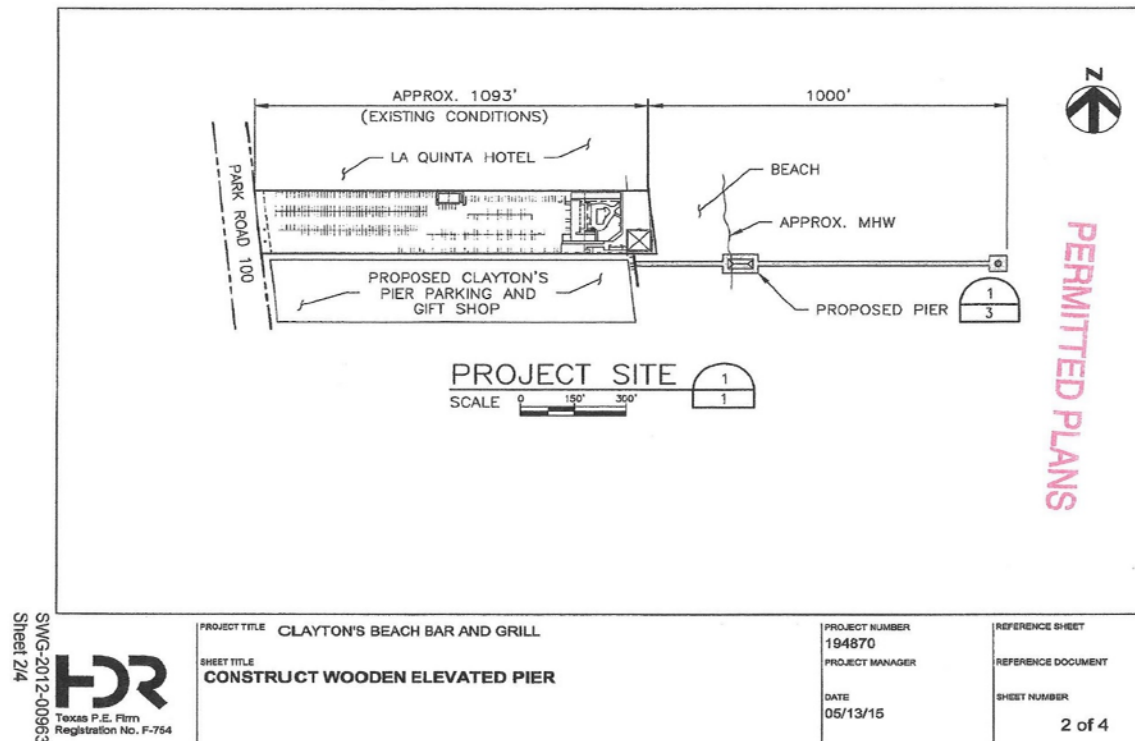 APPROX. 1093'
(EXISTING CONDITIONS)
1000'
N
LA QUINTA HOTEL
BEACH
APPROX. MHW
PARK ROAD 100
PROPOSED CLAYTON'S
PIER PARKING AND
GIFT SHOP
PROPOSED PIER
1
3
PROJECT SITE
1
1
SCALE 0 150' 300'
PERMITTED PLANS
SWG-2012-00963
Sheet 2/4
HDR
Texas P.E. Firm
Registration No. F-754
PROJECT TITLE CLAYTON'S BEACH BAR AND GRILL
SHEET TITLE
CONSTRUCT WOODEN ELEVATED PIER
PROJECT NUMBER
194870
PROJECT MANAGER
DATE
05/13/15
REFERENCE SHEET
REFERENCE DOCUMENT
SHEET NUMBER
2 of 4